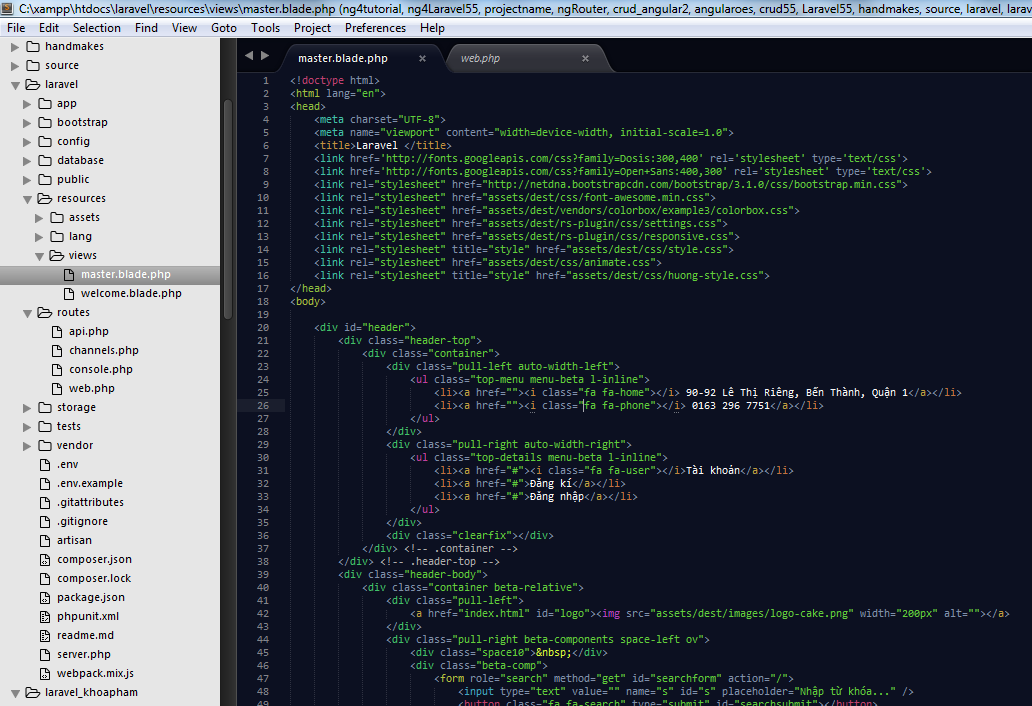 C:\xampp\htdocs\laravel\resources\views\master.blade.php (ng4tutorial, ng4Laravel55, projectname, ngRouter, crud_angular2, angularoes, crud55, Laravel55, handmakes, source, laravel, larav
File Edit Selection Find View Goto Tools Project Preferences Help
handmakes
source
laravel
app
bootstrap
config
database
public
resources
assets
lang
views
master.blade.php
welcome.blade.php
routes
api.php
channels.php
console.php
web.php
storage
tests
vendor
.env
.env.example
.gitattributes
.gitignore
artisan
composer.json
composer.lock
package.json
phpunit.xml
readme.md
server.php
webpack.mix.js
laravel_khoapham
master.blade.php × web.php ×
1 <!doctype html>
2 <html lang="en">
3 <head>
4 <meta charset="UTF-8">
5 <meta name="viewport" content="width=device-width, initial-scale=1.0">
6 <title>Laravel </title>
7 <link href='http://fonts.googleapis.com/css?family=Dosis:300,400' rel='stylesheet' type='text/css'>
8 <link href='http://fonts.googleapis.com/css?family=Open+Sans:400,300' rel='stylesheet' type='text/css'>
9 <link rel="stylesheet" href="http://netdna.bootstrapcdn.com/bootstrap/3.1.0/css/bootstrap.min.css">
10 <link rel="stylesheet" href="assets/dest/css/font-awesome.min.css">
11 <link rel="stylesheet" href="assets/dest/vendors/colorbox/example3/colorbox.css">
12 <link rel="stylesheet" href="assets/dest/rs-plugin/css/settings.css">
13 <link rel="stylesheet" href="assets/dest/rs-plugin/css/responsive.css">
14 <link rel="stylesheet" title="style" href="assets/dest/css/style.css">
15 <link rel="stylesheet" href="assets/dest/css/animate.css">
16 <link rel="stylesheet" title="style" href="assets/dest/css/huong-style.css">
17 </head>
18 <body>
19
20 <div id="header">
21 <div class="header-top">
22 <div class="container">
23 <div class="pull-left auto-width-left">
24 <ul class="top-menu menu-beta l-inline">
25 <li><a href=""><i class="fa fa-home"></i> 90-92 Lê Thị Riêng, Bến Thành, Quận 1</a></li>
26 <li><a href=""><i class="fa fa-phone"></i> 0163 296 7751</a></li>
27 </ul>
28 </div>
29 <div class="pull-right auto-width-right">
30 <ul class="top-details menu-beta l-inline">
31 <li><a href="#"><i class="fa fa-user"></i>Tài khoản</a></li>
32 <li><a href="#">Đăng kí</a></li>
33 <li><a href="#">Đăng nhập</a></li>
34 </ul>
35 </div>
36 <div class="clearfix"></div>
37 </div> <!-- .container -->
38 </div> <!-- .header-top -->
39 <div class="header-body">
40 <div class="container beta-relative">
41 <div class="pull-left">
42 <a href="index.html" id="logo"><img src="assets/dest/images/logo-cake.png" width="200px" alt=""></a>
43 </div>
44 <div class="pull-right beta-components space-left ov">
45 <div class="space10">&nbsp;</div>
46 <div class="beta-comp">
47 <form role="search" method="get" id="searchform" action="/">
48 <input type="text" value="" name="s" id="s" placeholder="Nhập từ khóa..." />
49 <button class="fa fa-search" type="submit" id="searchsubmit"></button>